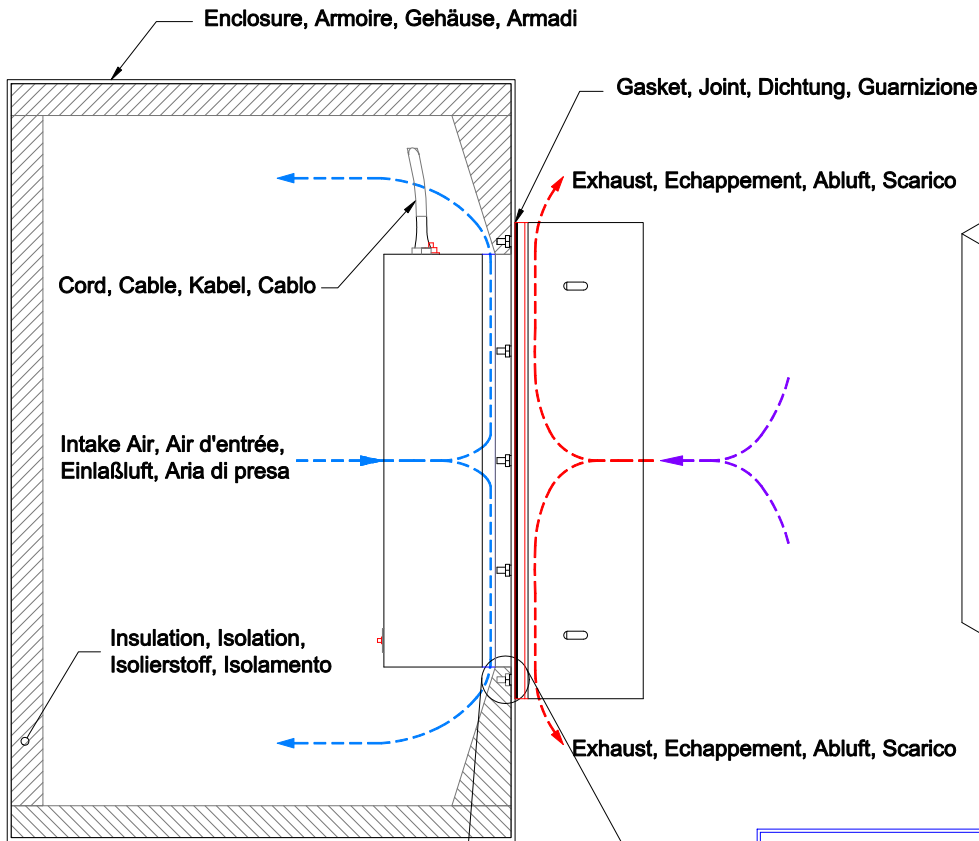 Enclosure, Armoire, Gehäuse, Armadi
Gasket, Joint, Dichtung, Guarnizione
Exhaust, Echappement, Abluft, Scarico
Cord, Cable, Kabel, Cablo
Intake Air, Air d'entrée,
Einlaßluft, Aria di presa
Insulation, Isolation,
Isolierstoff, Isolamento
Exhaust, Echappement, Abluft, Scarico